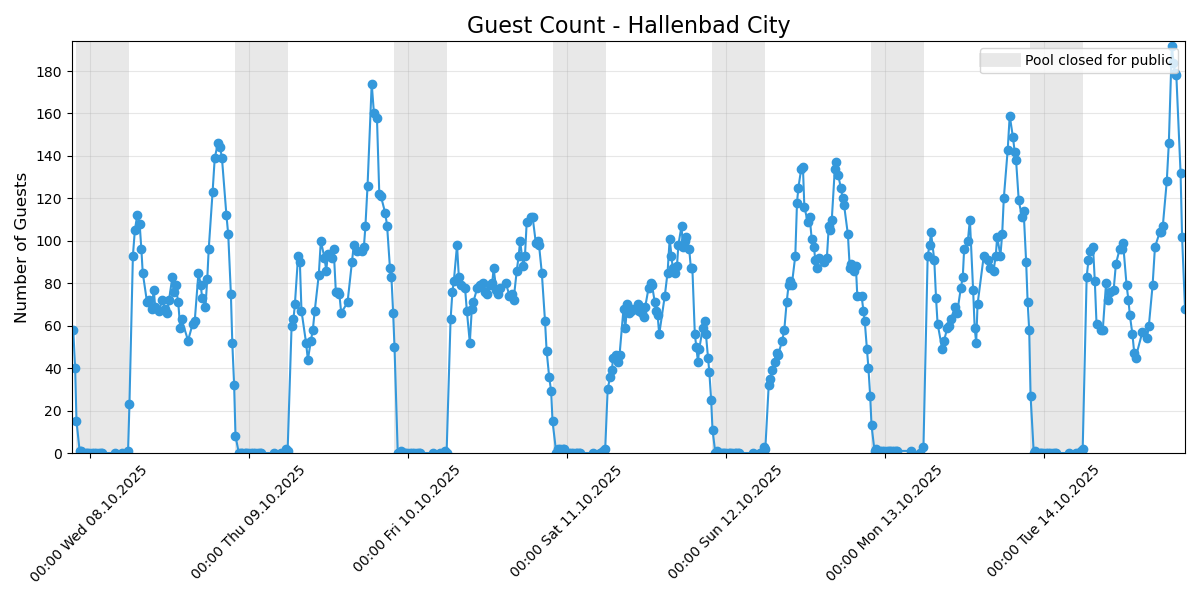 Guest Count - Hallenbad City
Pool closed for public
Number of Guests
180
160
140
120
100
80
60
40
20
0
00:00 Wed 08.10.2025
00:00 Thu 09.10.2025
00:00 Fri 10.10.2025
00:00 Sat 11.10.2025
00:00 Sun 12.10.2025
00:00 Mon 13.10.2025
00:00 Tue 14.10.2025